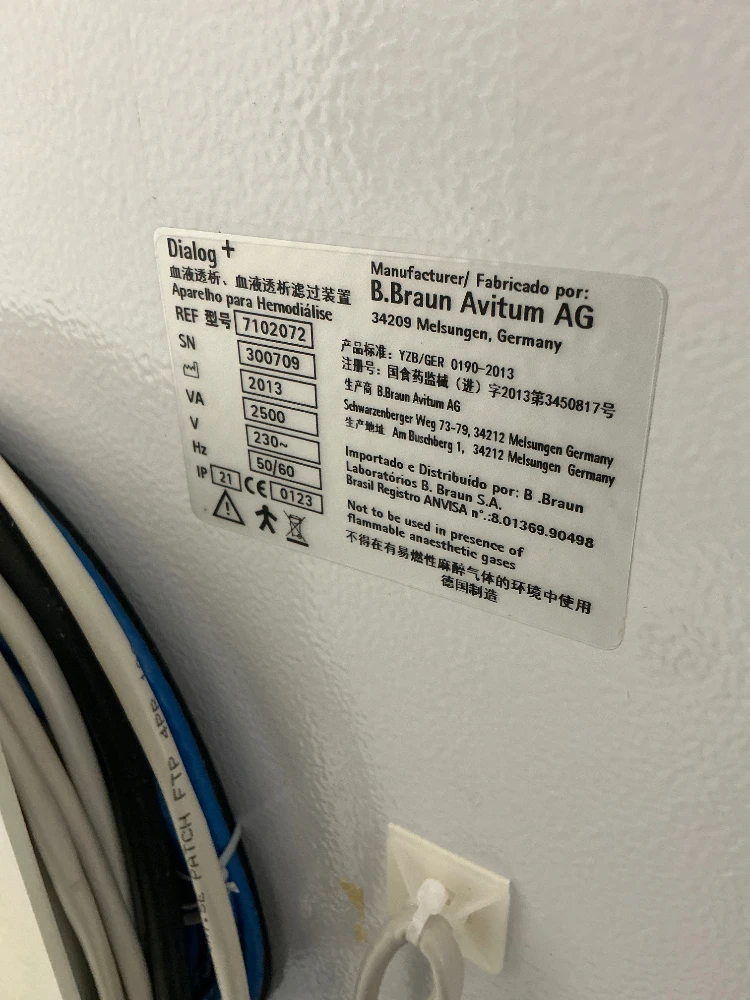 Dialog +
血液透析、血液透析滤过装置
Aparelho para Hemodiálise
REF 型号 7102072
SN 300709
2013
VA 2500
V 230~
Hz 50/60
IP 21 CE 0123
Manufacturer/ Fabricado por:
B.Braun Avitum AG
34209 Melsungen, Germany
产品标准: YZB/GER 0190-2013
注册号: 国食药监械（进）字2013第3450817号
生产商 B.Braun Avitum AG
Schwarzenberger Weg 73-79, 34212 Melsungen Germany
生产地址 Am Buschberg 1, 34212 Melsungen Germany
Importado e Distribuído por: B .Braun
Laboratórios B. Braun S.A.
Brasil Registro ANVISA n°.:8.01369.90498
Not to be used in presence of
flammable anaesthetic gases
不得在有易燃性麻醉气体的环境中使用
德国制造
PATCH FTP